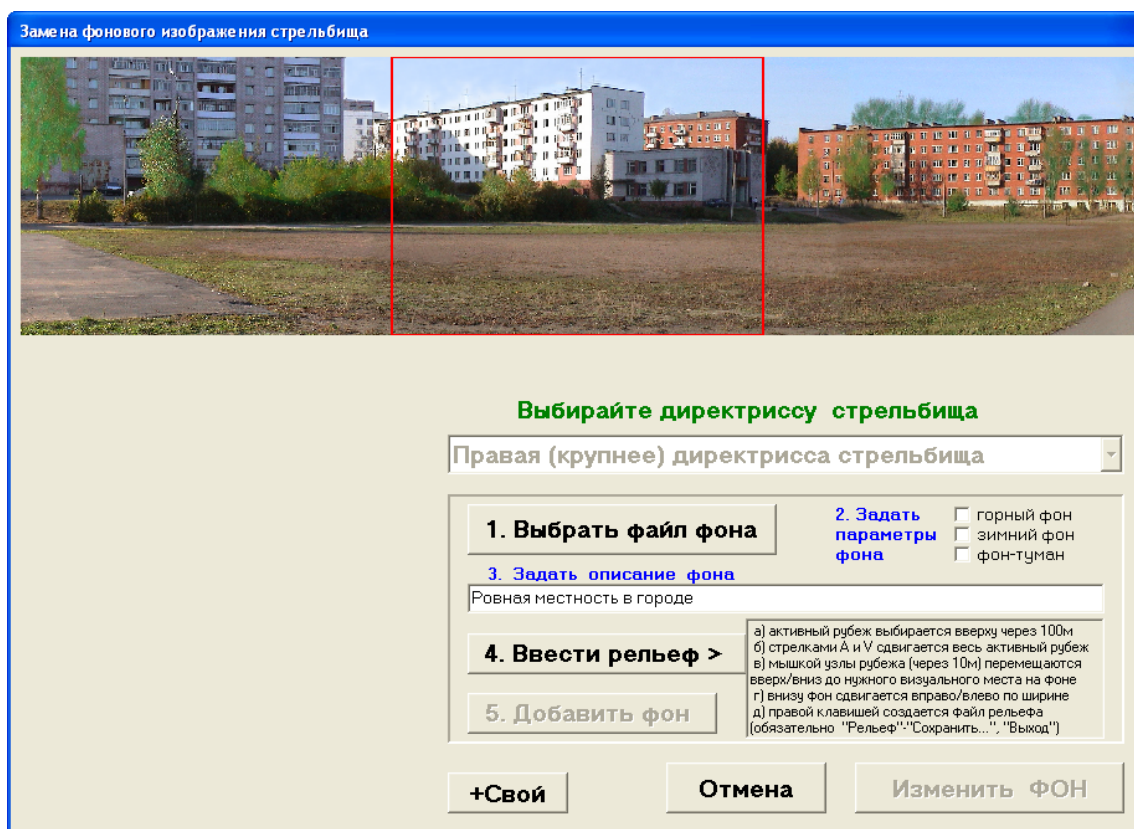 Замена фонового изображения стрельбища
Выбирайте директриссу стрельбища
Правая (крупнее) директрисса стрельбища
1. Выбрать файл фона
2. Задать
параметры
фона
горный фон
зимний фон
фон-туман
3. Задать описание фона
Ровная местность в городе
4. Ввести рельеф >
5. Добавить фон
а) активный рубеж выбирается вверху через 100м
б) стрелками Λ и V сдвигается весь активный рубеж
в) мышкой узлы рубежа (через 10м) перемещаются
вверх/вниз до нужного визуального места на фоне
г) внизу фон сдвигается вправо/влево по ширине
д) правой клавишей создается файл рельефа
(обязательно "Рельеф"-"Сохранить...", "Выход")
+Свой
Отмена
Изменить ФОН